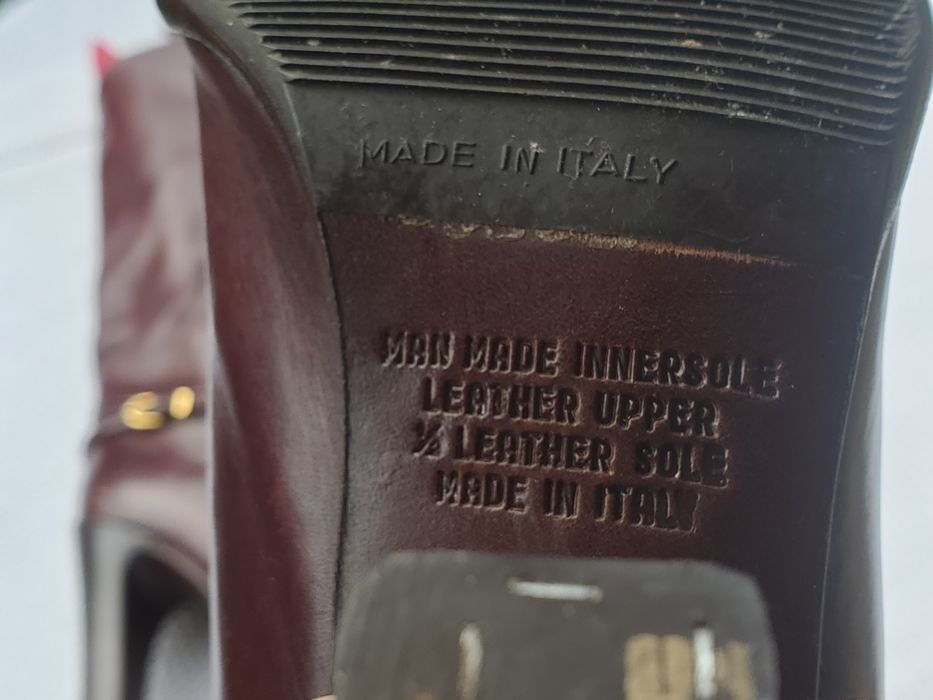 MADE IN ITALY
MAN MADE INNERSOLE
LEATHER UPPER
½ LEATHER SOLE
MADE IN ITALY